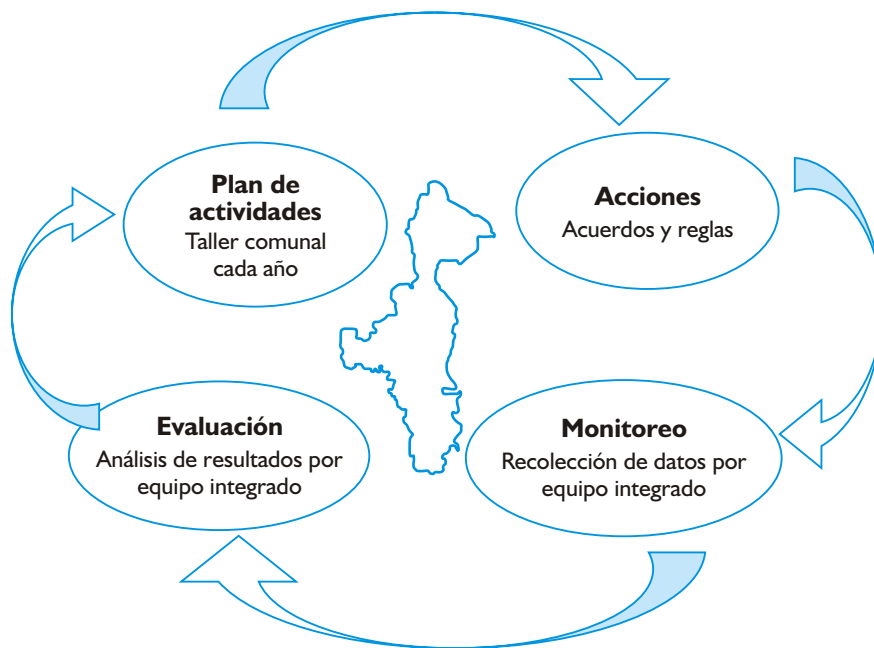 Plan de
actividades
Taller comunal
cada año
Acciones
Acuerdos y reglas
Evaluación
Análisis de resultados por
equipo integrado
Monitoreo
Recolección de datos por
equipo integrado